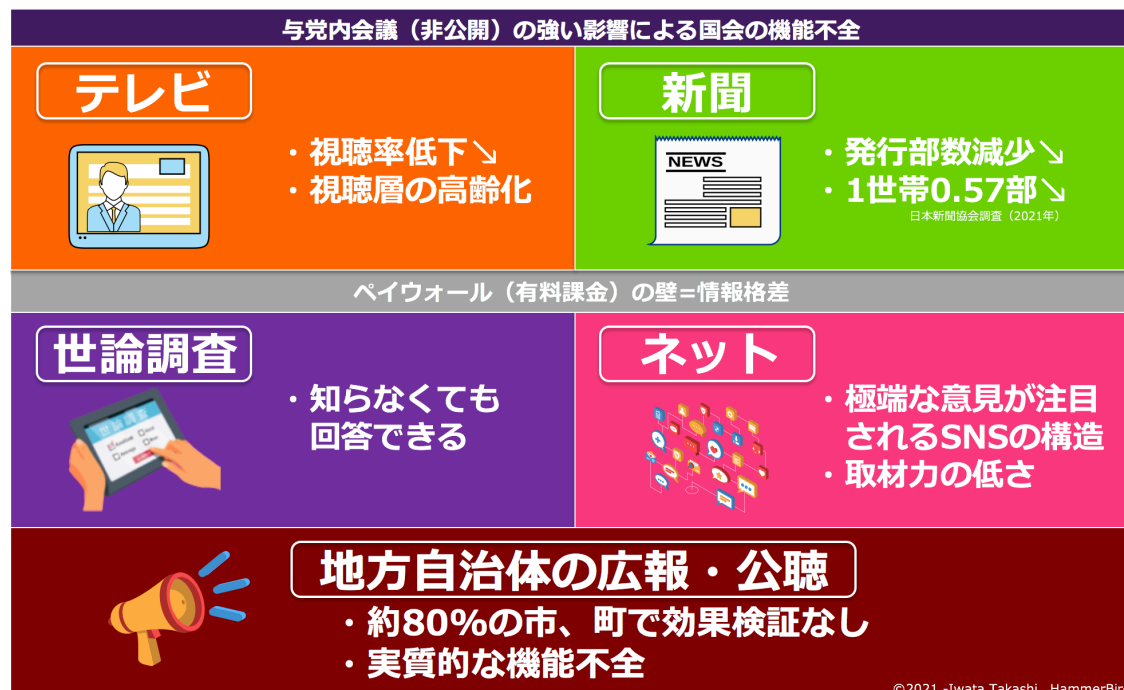 与党内会議（非公開）の強い影響による国会の機能不全
テレビ
・視聴率低下↘
・視聴層の高齢化
新聞
NEWS
・発行部数減少↘
・1世帯0.57部↘
日本新聞協会調査（2021年）
ペイウォール（有料課金）の壁=情報格差
世論調査
世論調査
・知らなくても
回答できる
ネット
・極端な意見が注目
されるSNSの構造
・取材力の低さ
地方自治体の広報・公聴
・約80%の市、町で効果検証なし
・実質的な機能不全
©2021 -Iwata Takashi